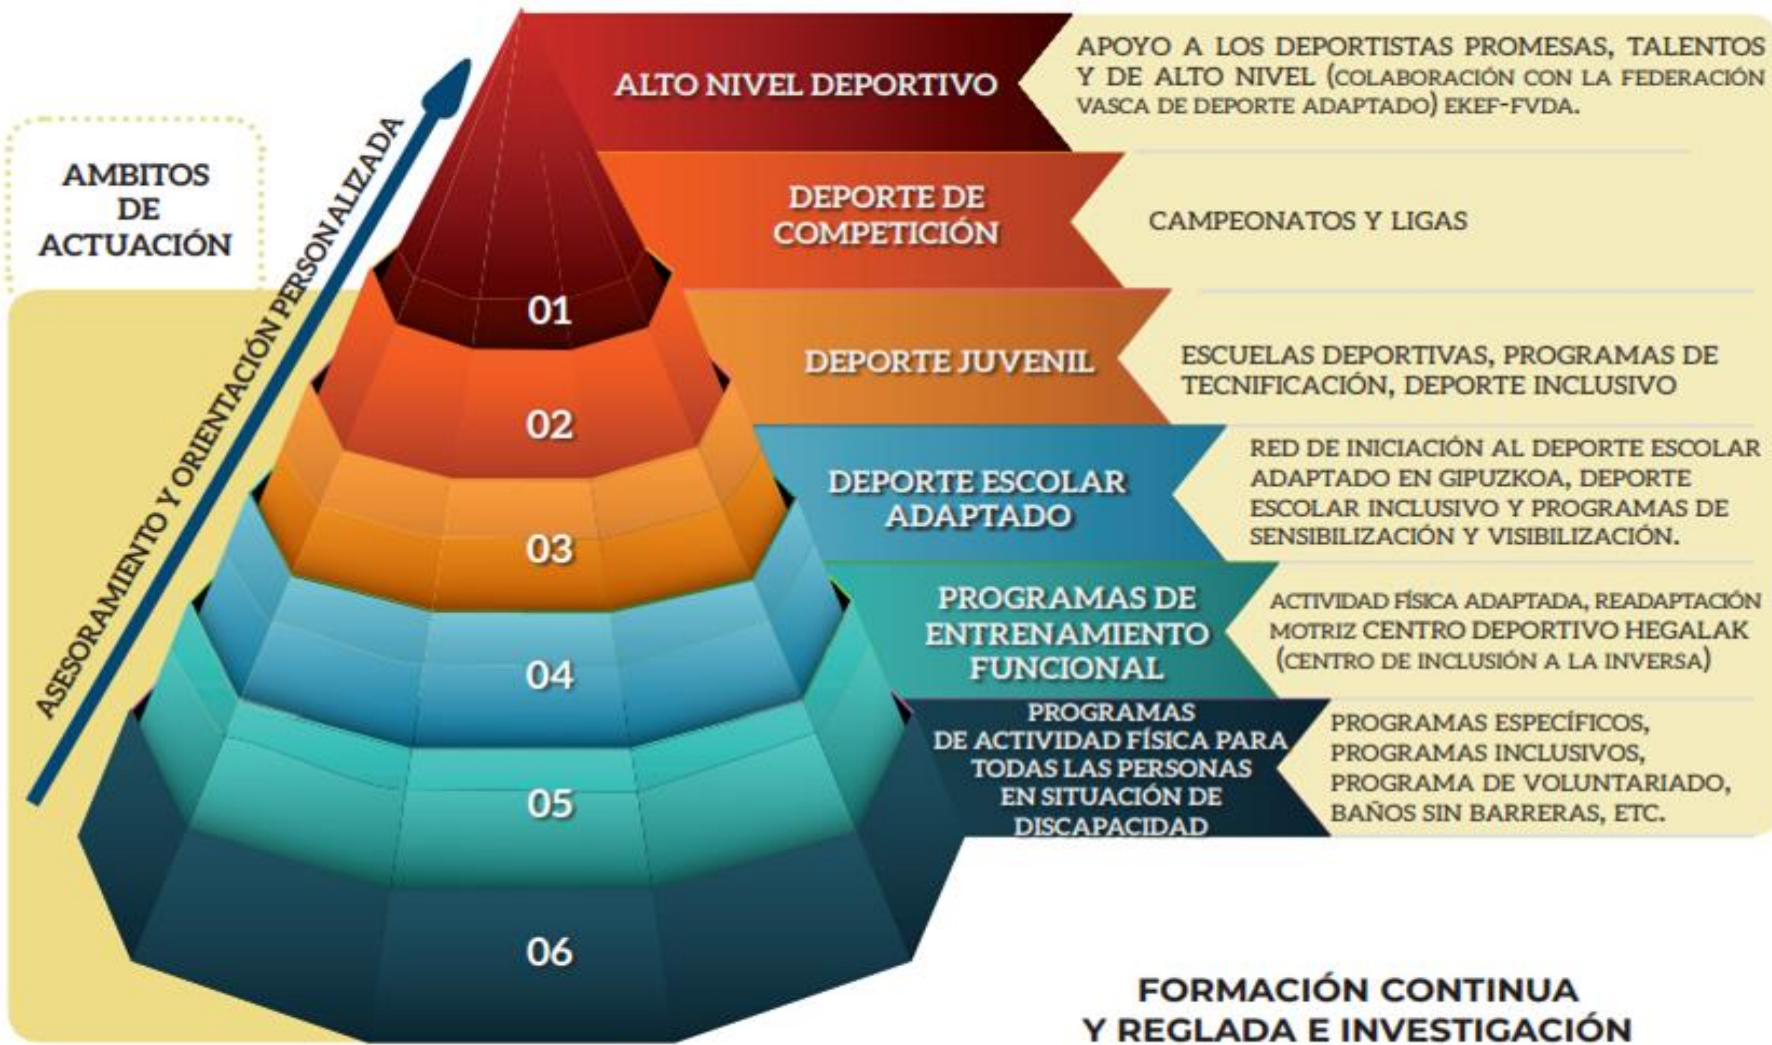 AMBITOS
DE
ACTUACIÓN
ASESORAMIENTO Y ORIENTACIÓN PERSONALIZADA
01
02
03
04
05
06
ALTO NIVEL DEPORTIVO
APOYO A LOS DEPORTISTAS PROMESAS, TALENTOS
Y DE ALTO NIVEL (COLABORACIÓN CON LA FEDERACIÓN
VASCA DE DEPORTE ADAPTADO) EKEF-FVDA.
DEPORTE DE
COMPETICIÓN
CAMPEONATOS Y LIGAS
DEPORTE JUVENIL
ESCUELAS DEPORTIVAS, PROGRAMAS DE
TECNIFICACIÓN, DEPORTE INCLUSIVO
DEPORTE ESCOLAR
ADAPTADO
RED DE INICIACIÓN AL DEPORTE ESCOLAR
ADAPTADO EN GIPUZKOA, DEPORTE
ESCOLAR INCLUSIVO Y PROGRAMAS DE
SENSIBILIZACIÓN Y VISIBILIZACIÓN.
PROGRAMAS DE
ENTRENAMIENTO
FUNCIONAL
ACTIVIDAD FÍSICA ADAPTADA, READAPTACIÓN
MOTRIZ CENTRO DEPORTIVO HEGALAK
(CENTRO DE INCLUSIÓN A LA INVERSA)
PROGRAMAS
DE ACTIVIDAD FÍSICA PARA
TODAS LAS PERSONAS
EN SITUACIÓN DE
DISCAPACIDAD
PROGRAMAS ESPECÍFICOS,
PROGRAMAS INCLUSIVOS,
PROGRAMA DE VOLUNTARIADO,
BAÑOS SIN BARRERAS, ETC.
FORMACIÓN CONTINUA
Y REGLADA E INVESTIGACIÓN